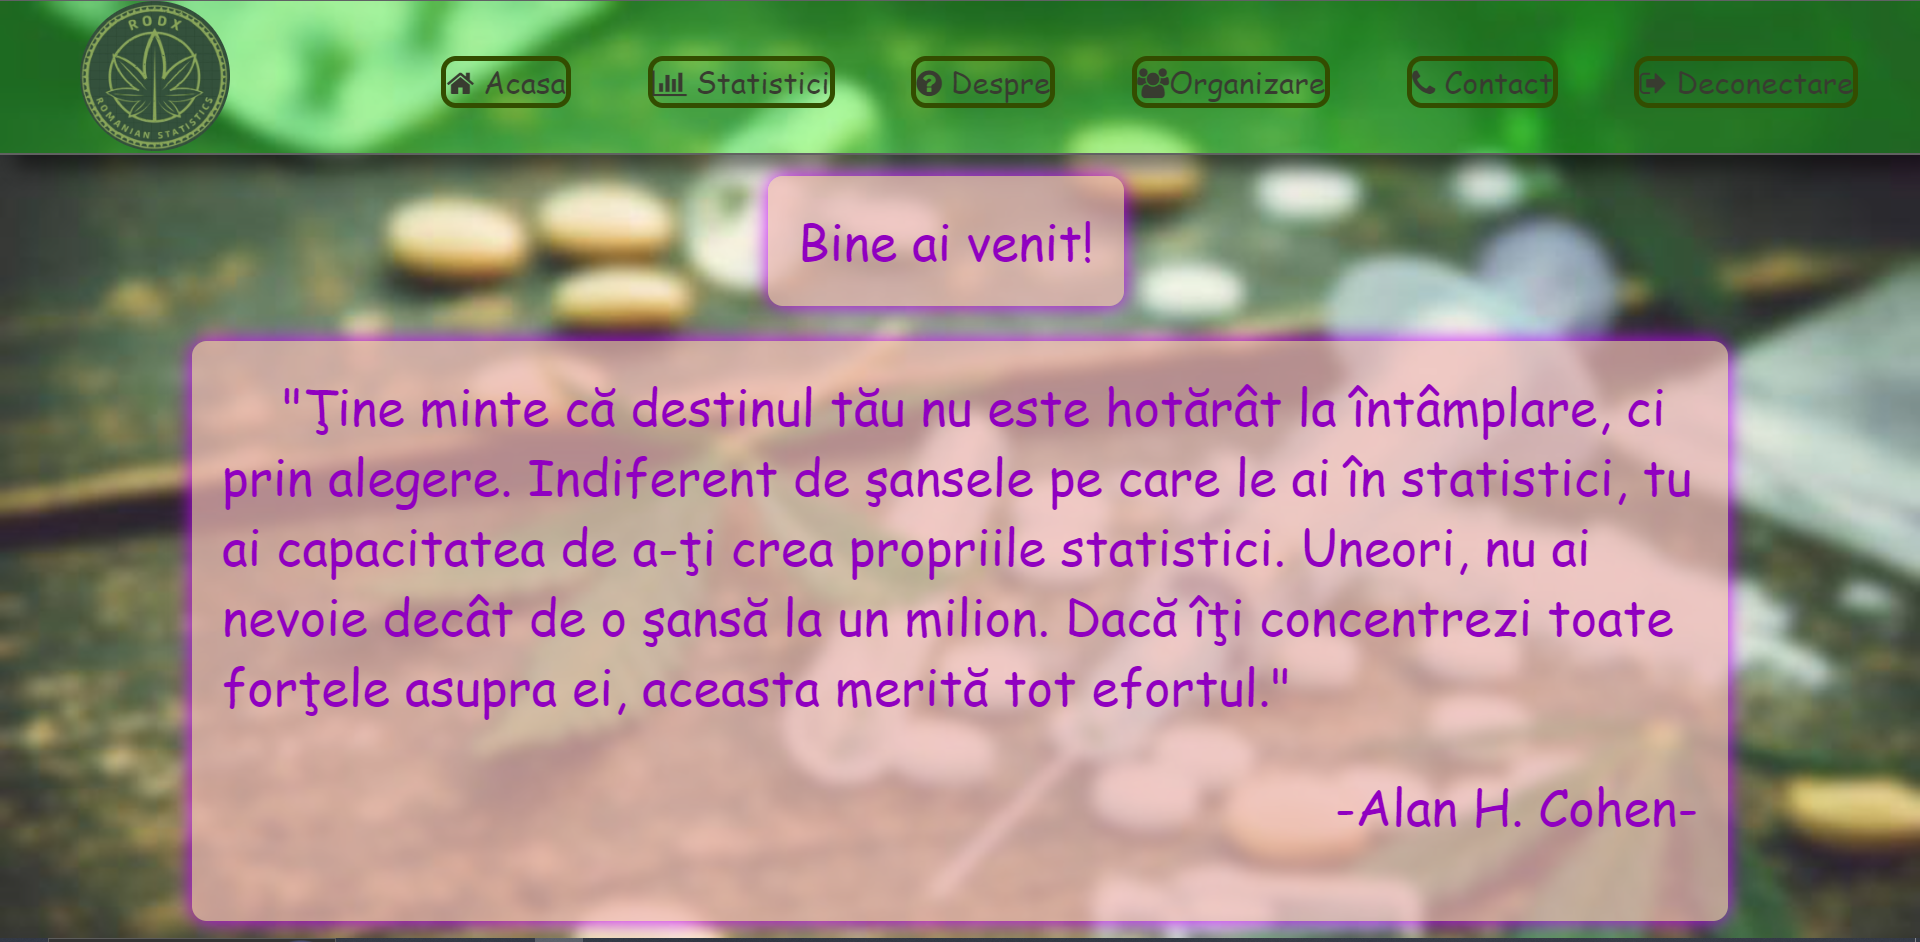 RODX
ROMANIAN STATISTICS
Acasa
Statistici
Despre
Organizare
Contact
Deconectare
Bine ai venit!
"Ţine minte că destinul tău nu este hotărât la întâmplare, ci
prin alegere. Indiferent de şansele pe care le ai în statistici, tu
ai capacitatea de a-ţi crea propriile statistici. Uneori, nu ai
nevoie decât de o şansă la un milion. Dacă îţi concentrezi toate
forţele asupra ei, aceasta merită tot efortul."
-Alan H. Cohen-